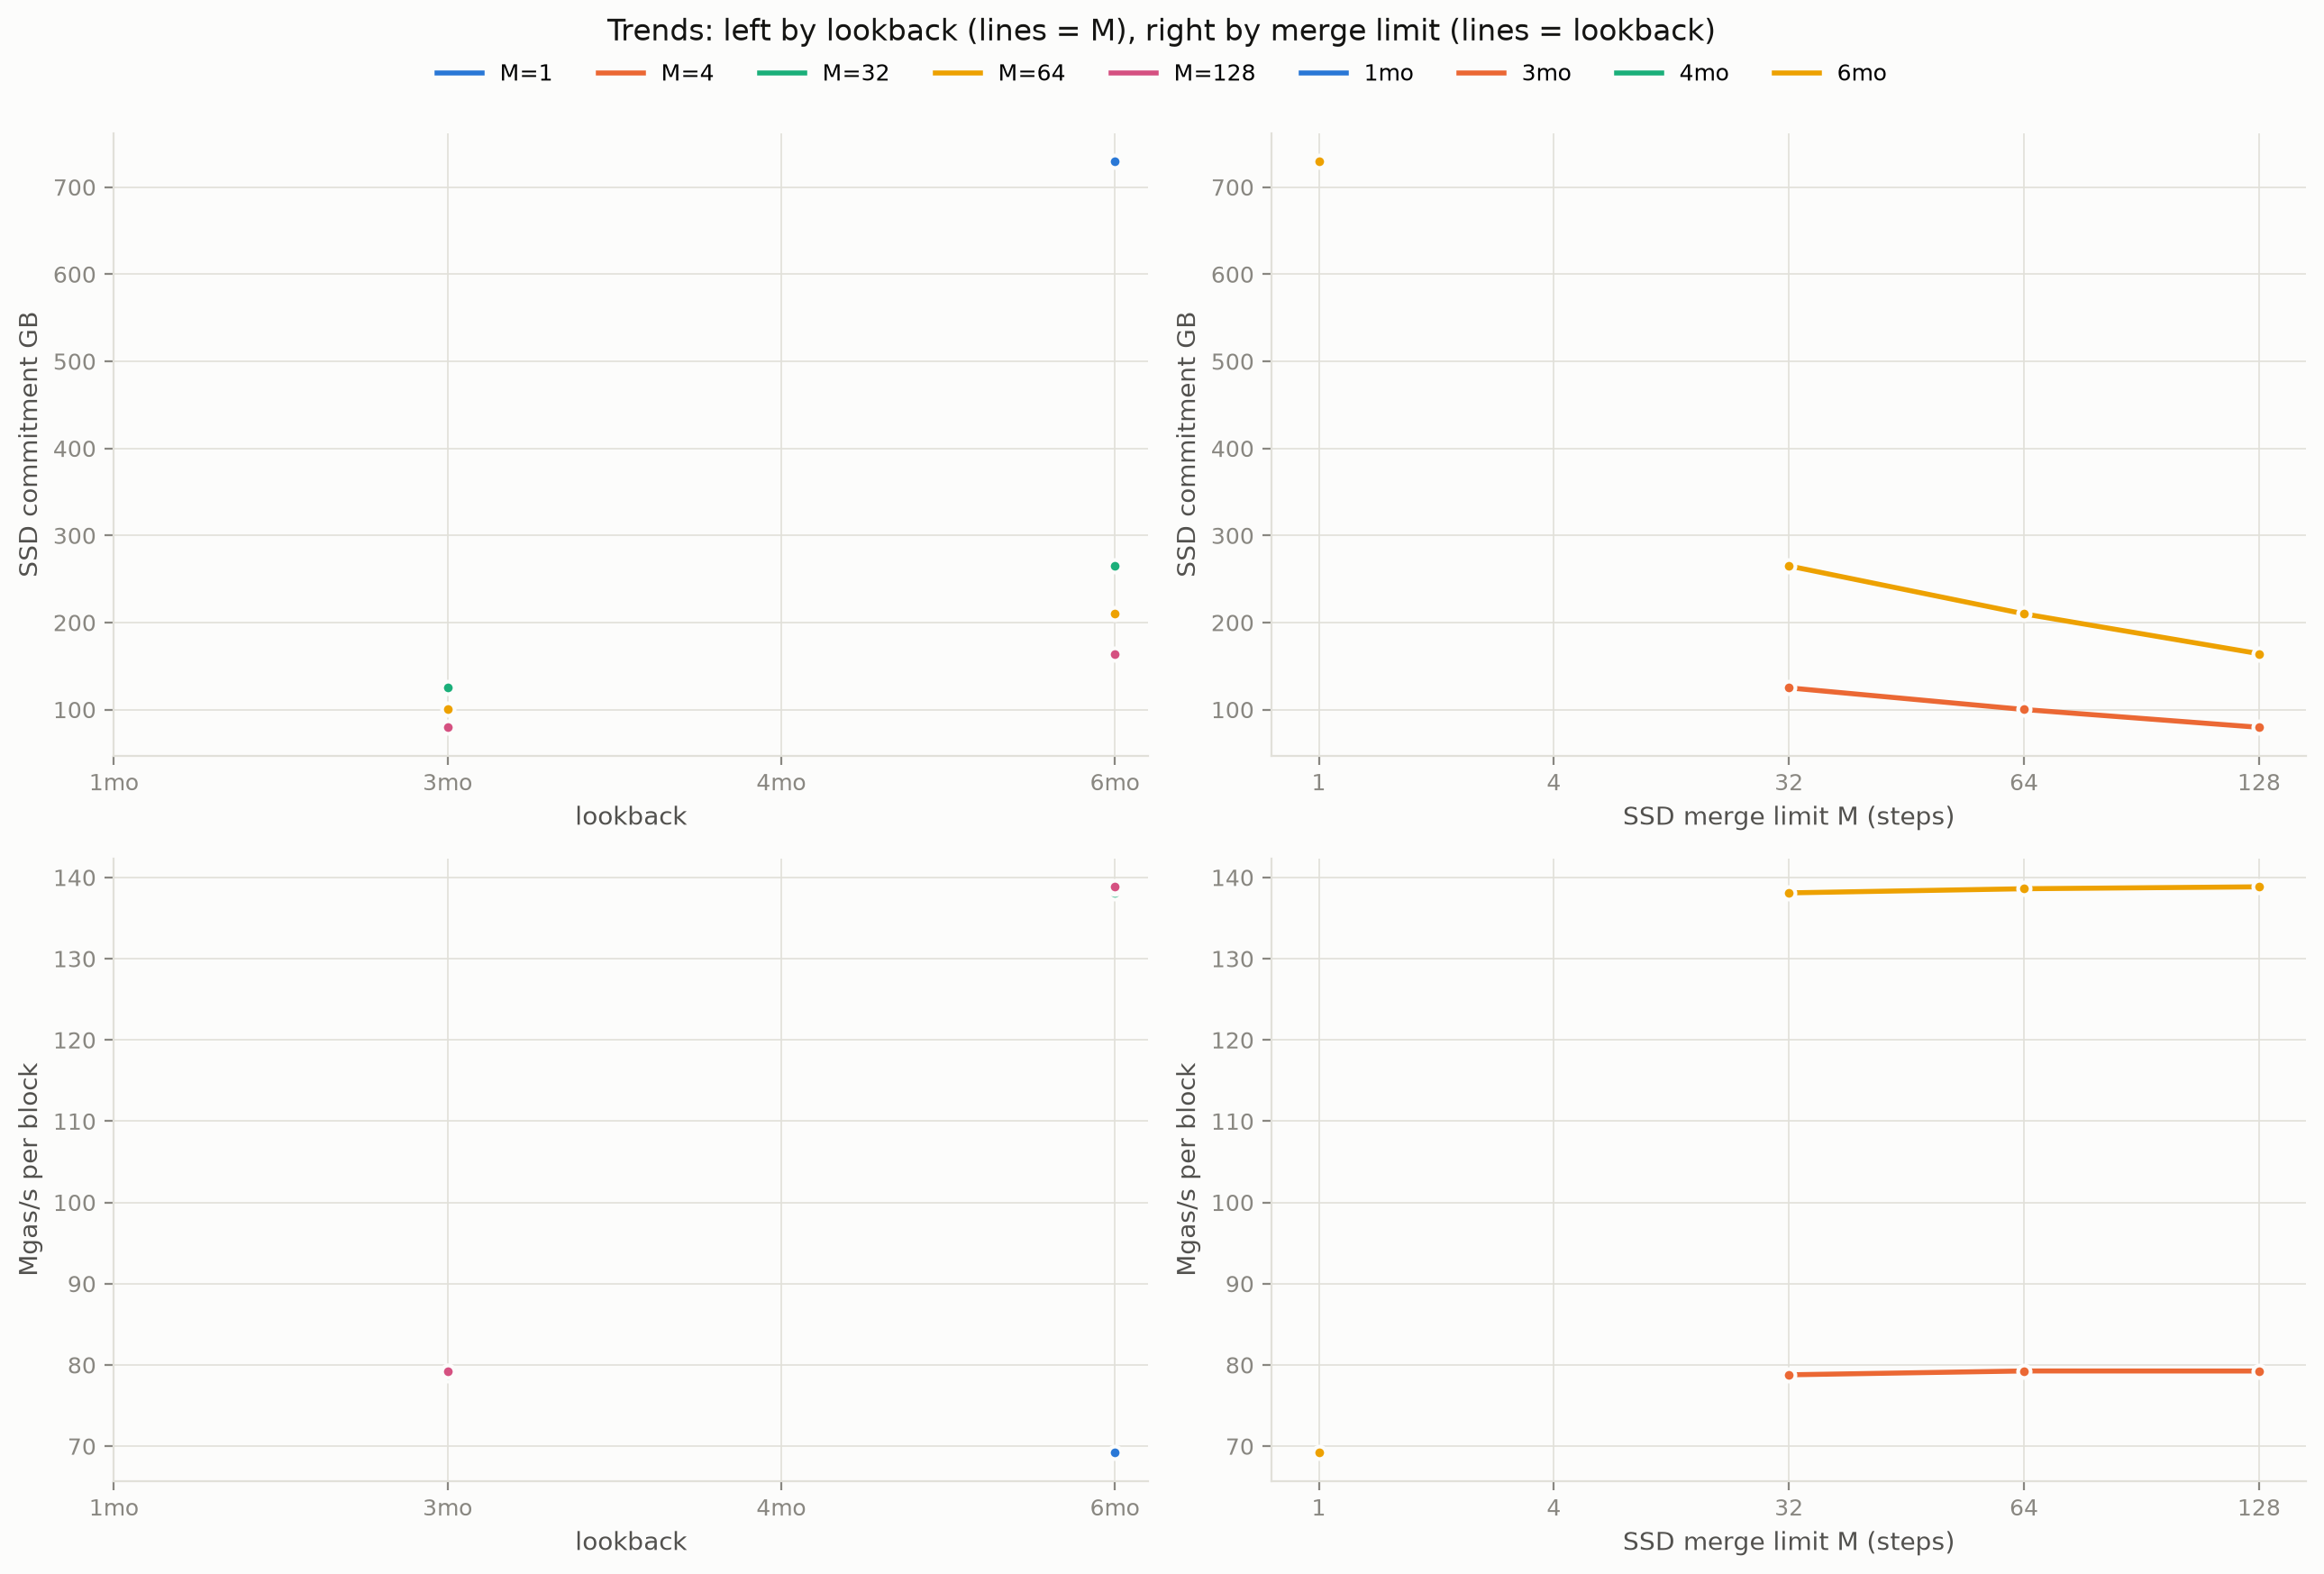 Trends: left by lookback (lines = M), right by merge limit (lines = lookback)
M=1 M=4 M=32 M=64 M=128 1mo 3mo 4mo 6mo
SSD commitment GB
700
600
500
400
300
200
100
1mo 3mo 4mo 6mo
lookback
SSD commitment GB
700
600
500
400
300
200
100
1 4 32 64 128
SSD merge limit M (steps)
Mgas/s per block
140
130
120
110
100
90
80
70
1mo 3mo 4mo 6mo
lookback
Mgas/s per block
140
130
120
110
100
90
80
70
1 4 32 64 128
SSD merge limit M (steps)